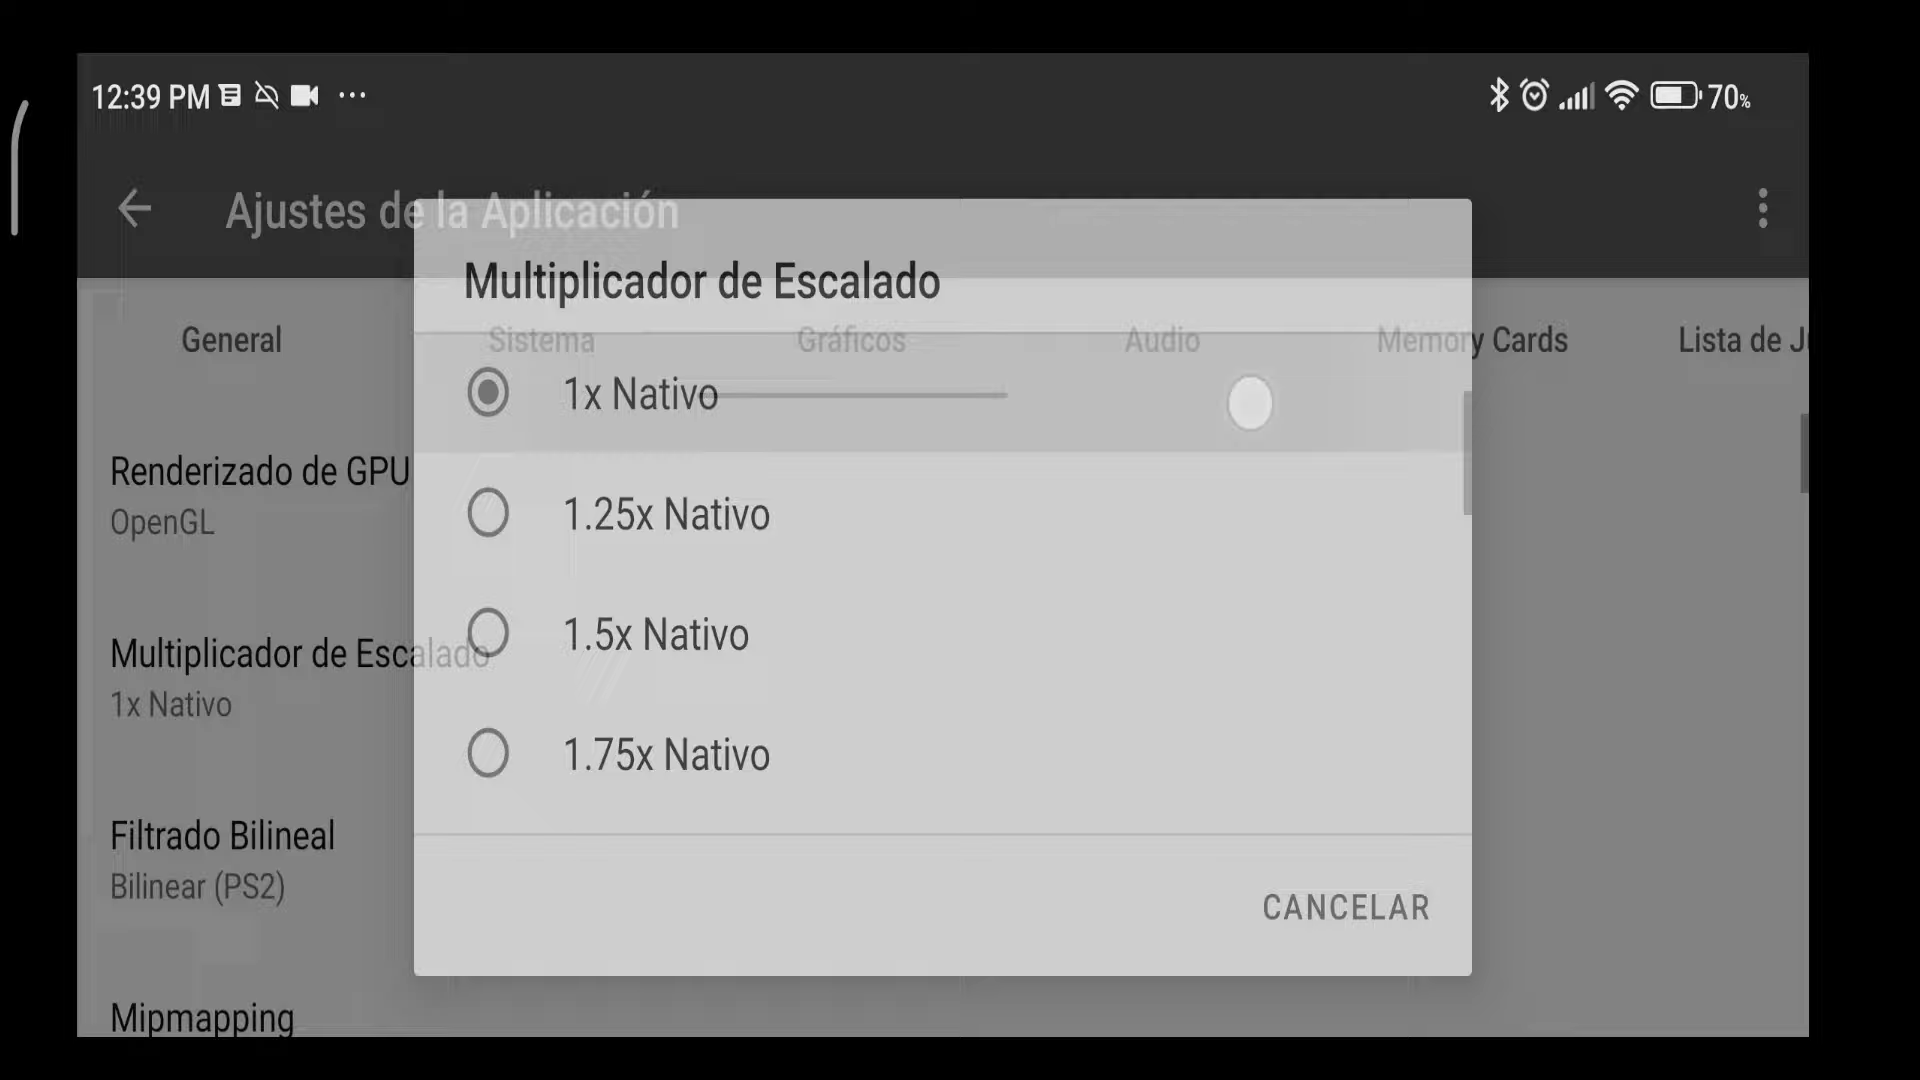 12:39 PM
70%
Ajustes de la Aplicación
Multiplicador de Escalado
General
Sistema
Gráficos
Audio
Memory Cards
Lista de J
1x Nativo
Renderizado de GPU
OpenGL
1.25x Nativo
1.5x Nativo
Multiplicador de Escalado
1x Nativo
1.75x Nativo
Filtrado Bilineal
Bilinear (PS2)
CANCELAR
Mipmapping